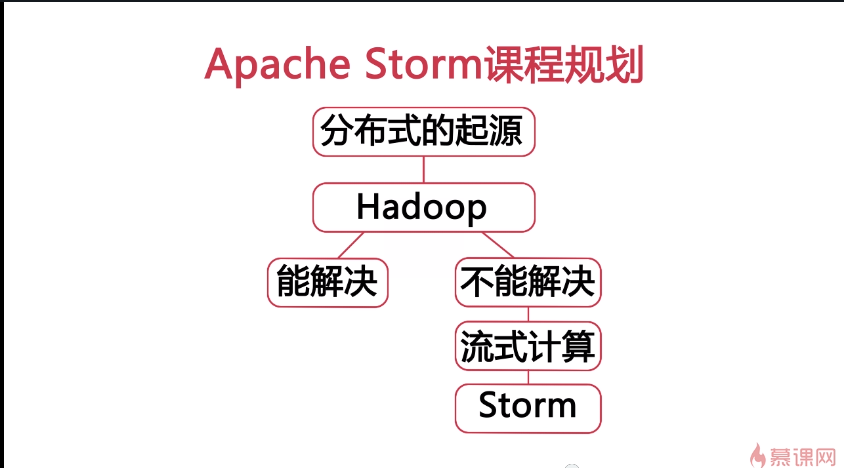 Apache Storm课程规划
分布式的起源
Hadoop
能解决
不能解决
流式计算
Storm
慕课网